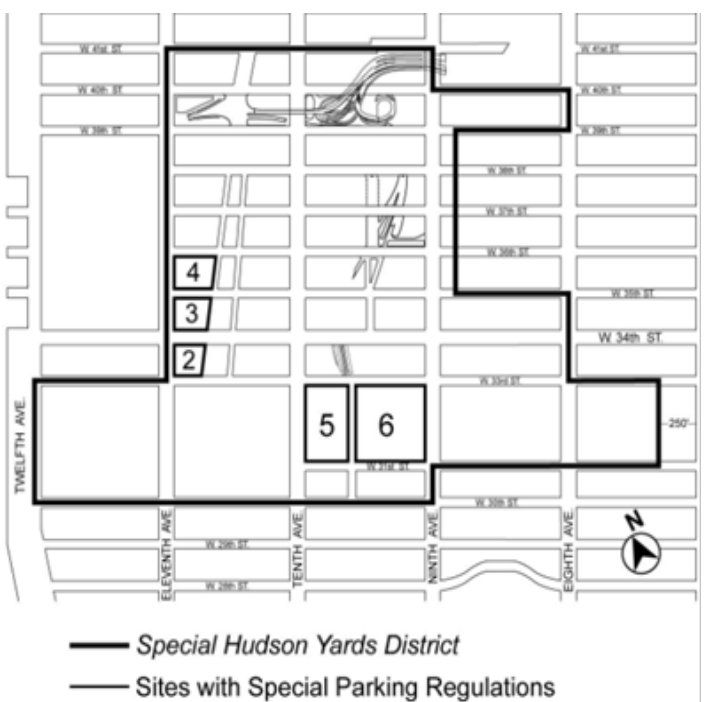 W. 41st ST. W. 41st ST.
W. 40th ST. W. 40th ST.
W. 39th ST. W. 39th ST.
W. 38th ST.
W. 37th ST.
W. 36th ST.
4
W. 35th ST.
3
W. 34th ST.
2
W. 33rd ST.
5 6
250'
W. 31st ST.
W. 30th ST.
TWELFTH AVE.
ELEVENTH AVE.
TENTH AVE.
NINTH AVE.
EIGHTH AVE.
N
W. 29th ST.
W. 28th ST.
Special Hudson Yards District
Sites with Special Parking Regulations